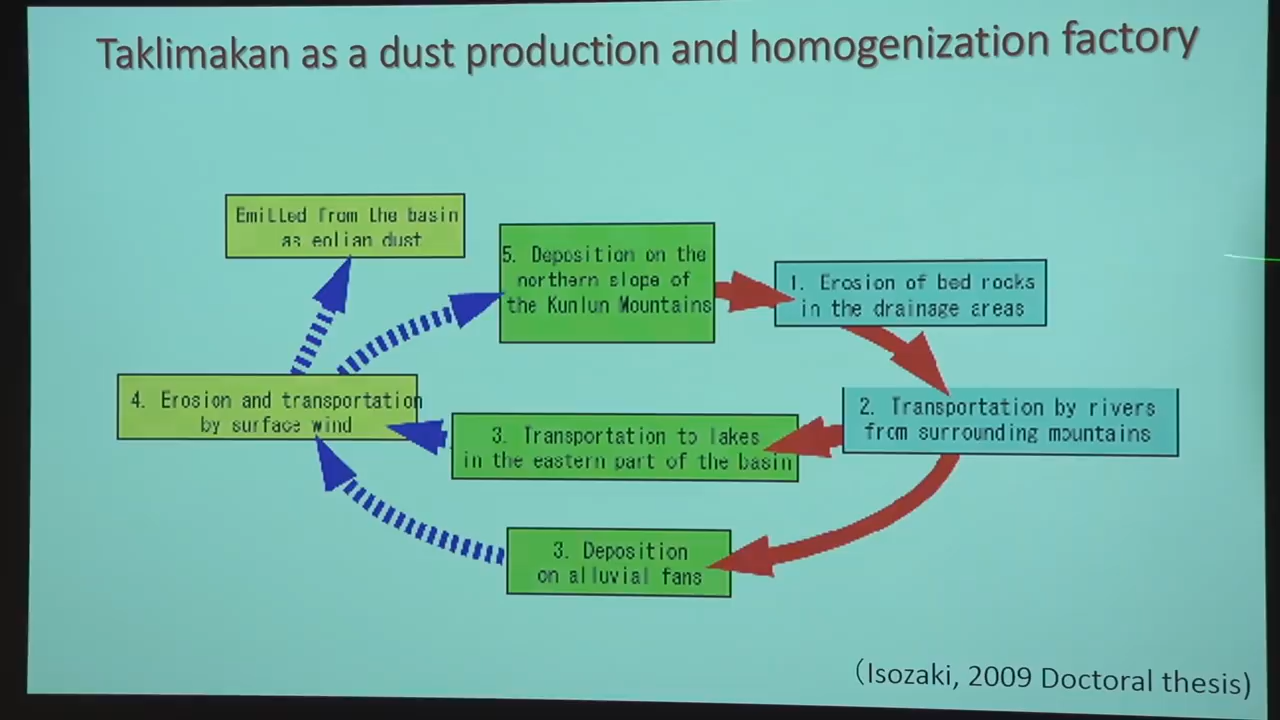 Taklimakan as a dust production and homogenization factory
Emitted from the basin
as eolian dust
5. Deposition on the
northern slope of
the Kunlun Mountains
1. Erosion of bed rocks
in the drainage areas
4. Erosion and transportation
by surface wind
3. Transportation to lakes
in the eastern part of the basin
2. Transportation by rivers
from surrounding mountains
3. Deposition
on alluvial fans
(Isozaki, 2009 Doctoral thesis)